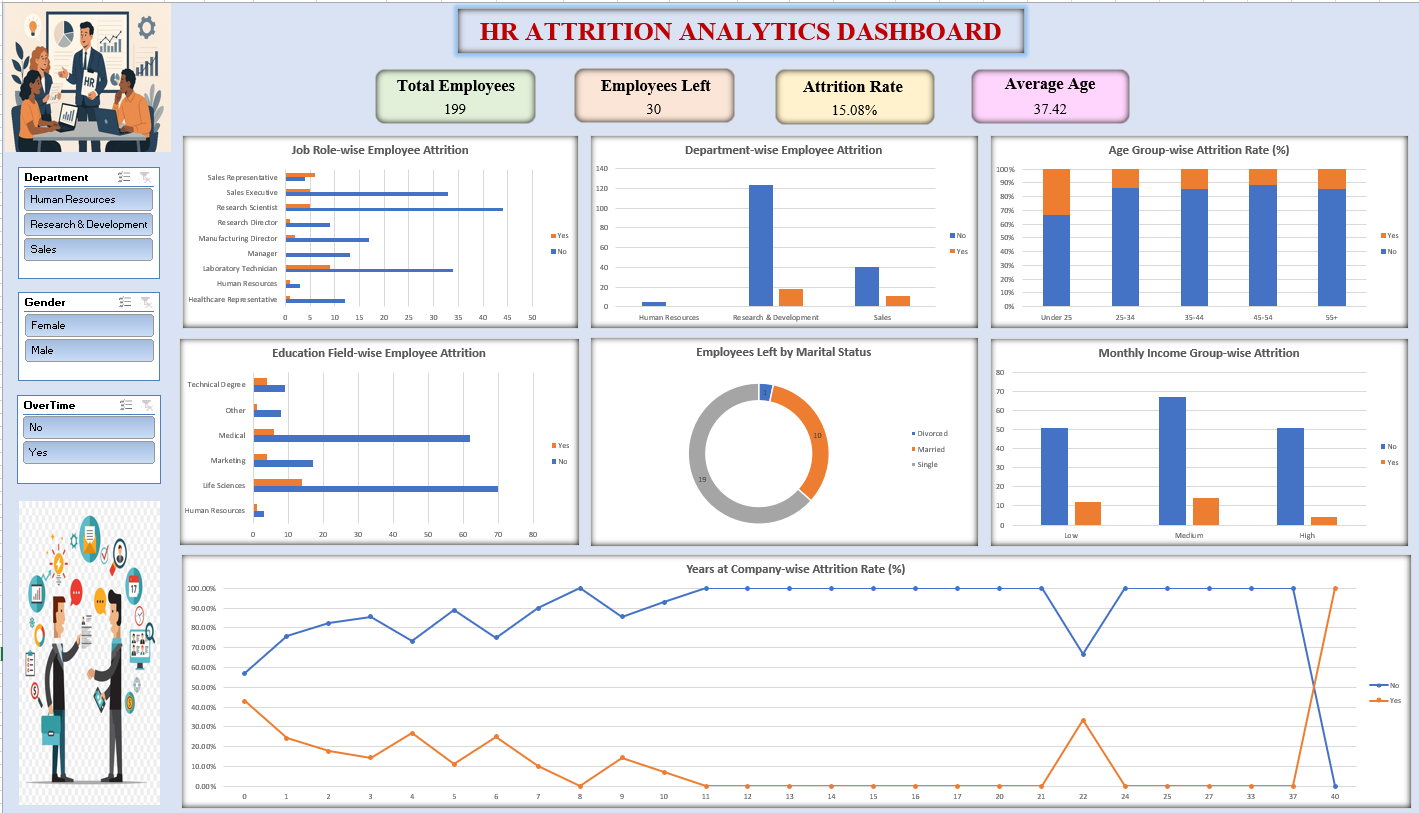 HR ATTRITION ANALYTICS DASHBOARD
HR
Total Employees
199
Employees Left
30
Attrition Rate
15.08%
Average Age
37.42
Department
Human Resources
Research & Development
Sales
Gender
Female
Male
OverTime
No
Yes
17
Job Role-wise Employee Attrition
Sales Representative
Sales Executive
Research Scientist
Research Director
Manufacturing Director
Manager
Laboratory Technician
Human Resources
Healthcare Representative
0 5 10 15 20 25 30 35 40 45 50
Yes
No
Department-wise Employee Attrition
140
120
100
80
60
40
20
0
Human Resources Research & Development Sales
No
Yes
Age Group-wise Attrition Rate (%)
100%
90%
80%
70%
60%
50%
40%
30%
20%
10%
0%
Under 25 25-34 35-44 45-54 55+
Yes
No
Education Field-wise Employee Attrition
Technical Degree
Other
Medical
Marketing
Life Sciences
Human Resources
0 10 20 30 40 50 60 70 80
Yes
No
Employees Left by Marital Status
1
10
19
Divorced
Married
Single
Monthly Income Group-wise Attrition
80
70
60
50
40
30
20
10
0
Low Medium High
No
Yes
Years at Company-wise Attrition Rate (%)
100.00%
90.00%
80.00%
70.00%
60.00%
50.00%
40.00%
30.00%
20.00%
10.00%
0.00%
0 1 2 3 4 5 6 7 8 9 10 11 12 13 14 15 16 17 20 21 22 24 25 27 33 37 40
No
Yes